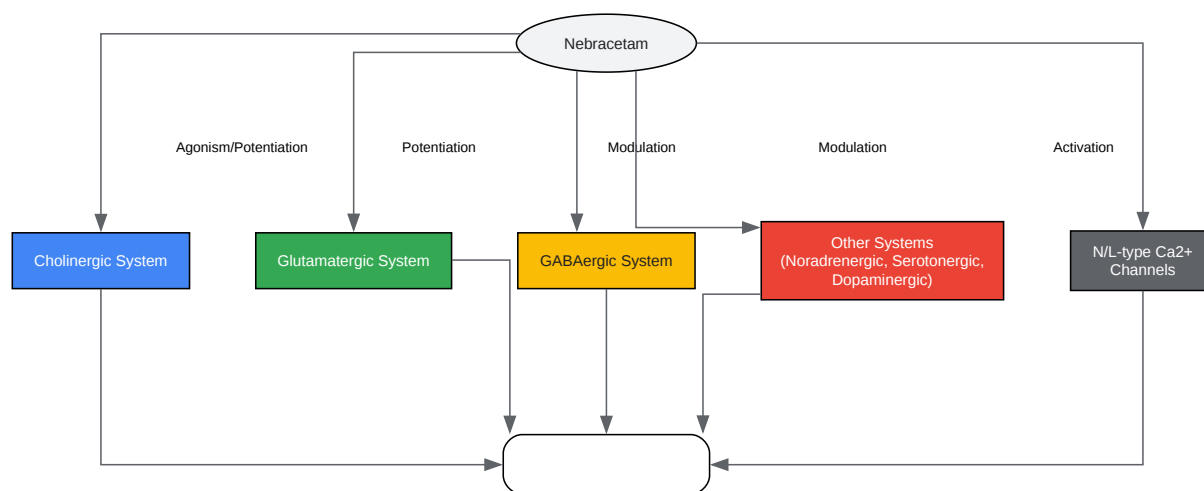 Nebracetam
Agonism/Potentiation
Potentiation
Modulation
Modulation
Activation
Cholinergic System
Glutamatergic System
GABAergic System
Other Systems
(Noradrenergic, Serotonergic,
Dopaminergic)
N/L-type Ca2+
Channels